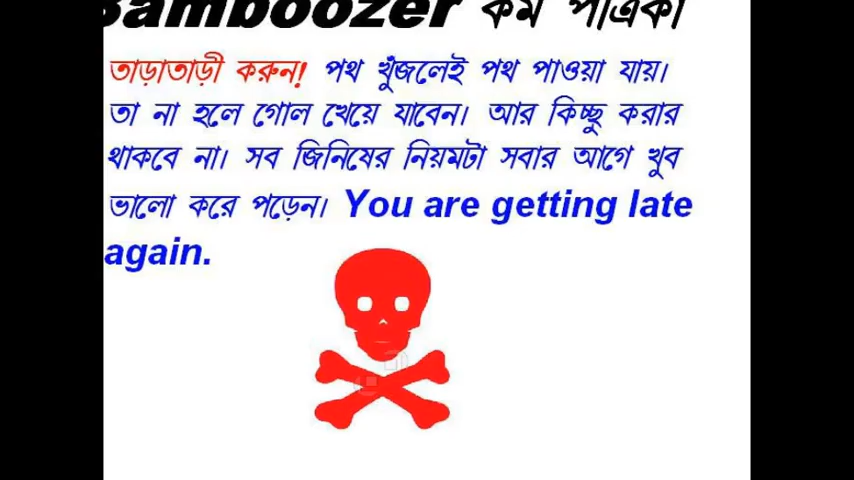 Bamboozer কম পত্রিকা
তাড়াতাড়ী করুন! পথ খুঁজলেই পথ পাওয়া যায়।
তা না হলে গোল খেয়ে যাবেন। আর কিচ্ছু করার
থাকবে না। সব জিনিষের নিয়মটা সবার আগে খুব
ভালো করে পড়েন। You are getting late
again.